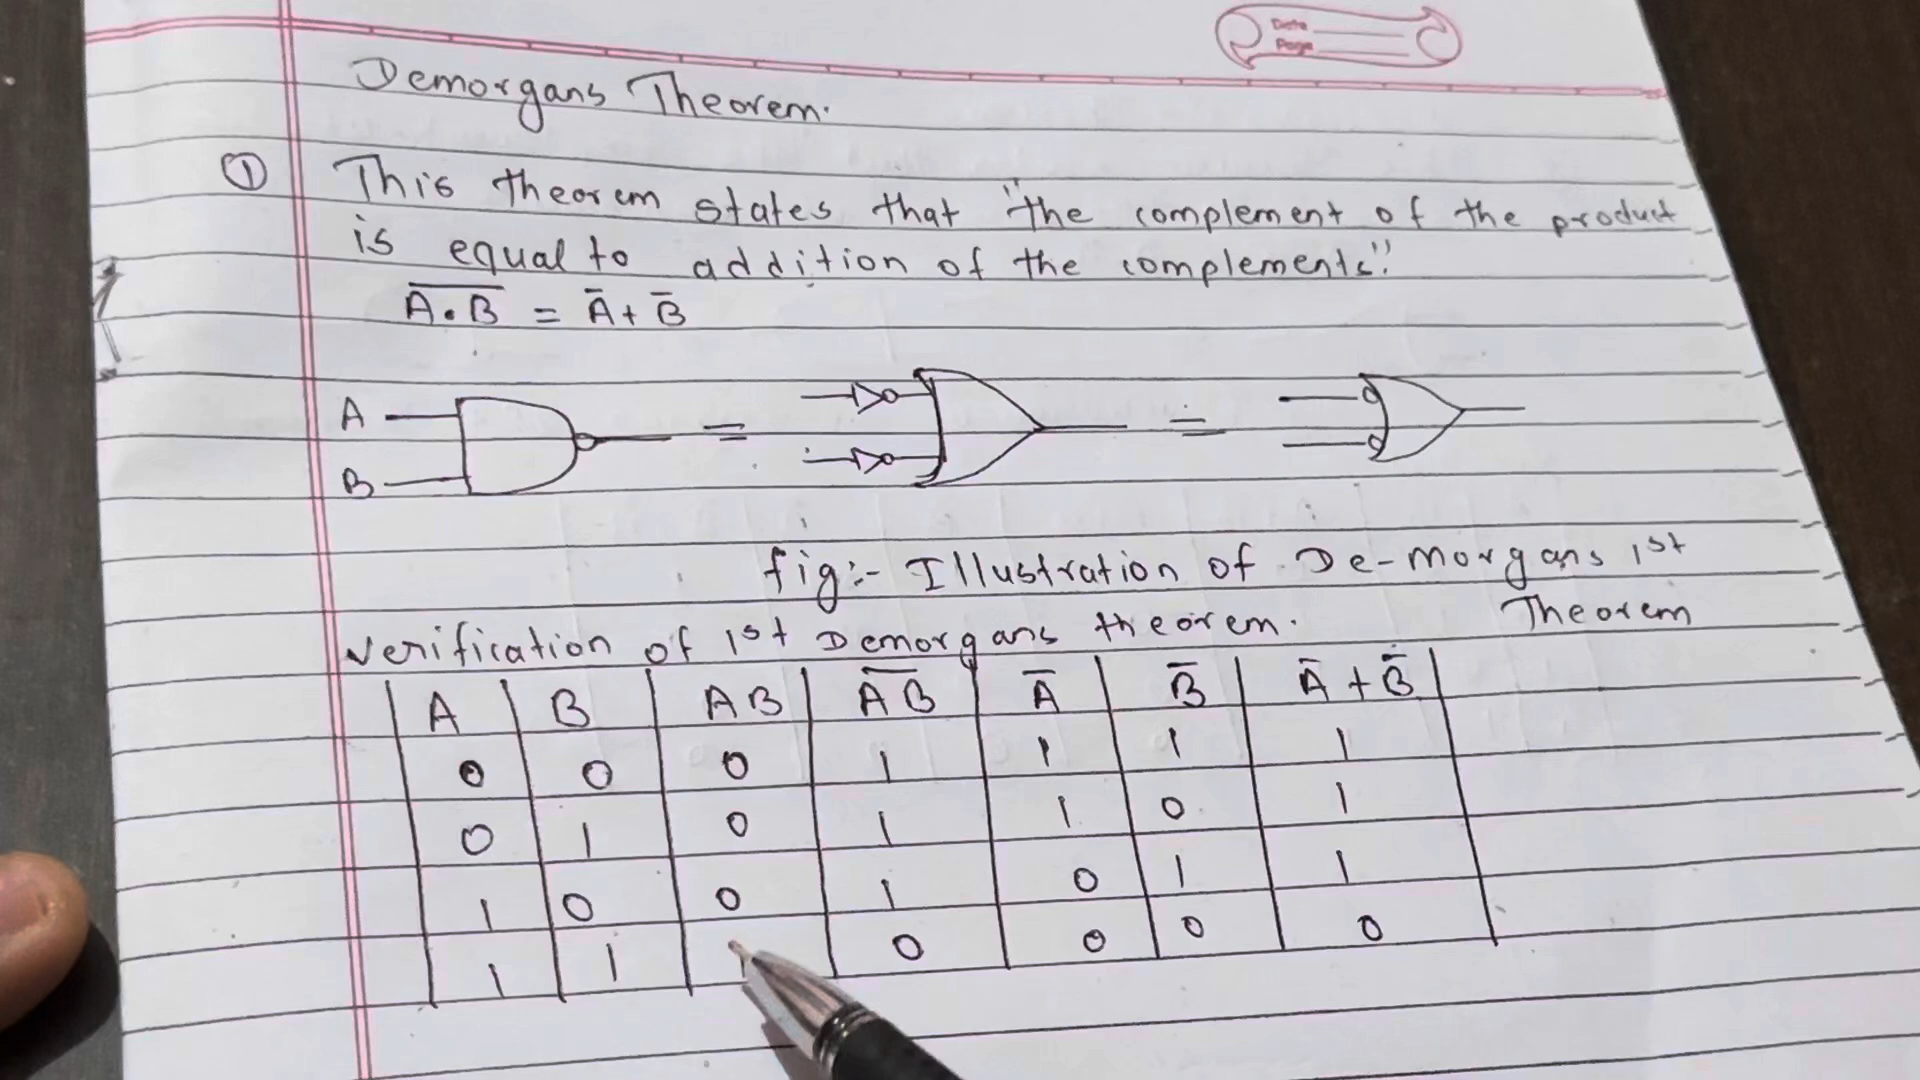 Date
Page
Demorgans Theorem.
① This theorem states that "the complement of the product
is equal to addition of the complements".
A̅•̅B̅ = A̅ + B̅
A
B
=
=
fig:- Illustration of De-morgans 1st
Theorem
verification of 1st Demorgans theorem.
A B AB A̅B̅ A̅ B̅ A̅ + B̅
0 0 0 1 1 1 1
0 1 0 1 1 0 1
1 0 0 1 0 1 1
1 1 1 0 0 0 0